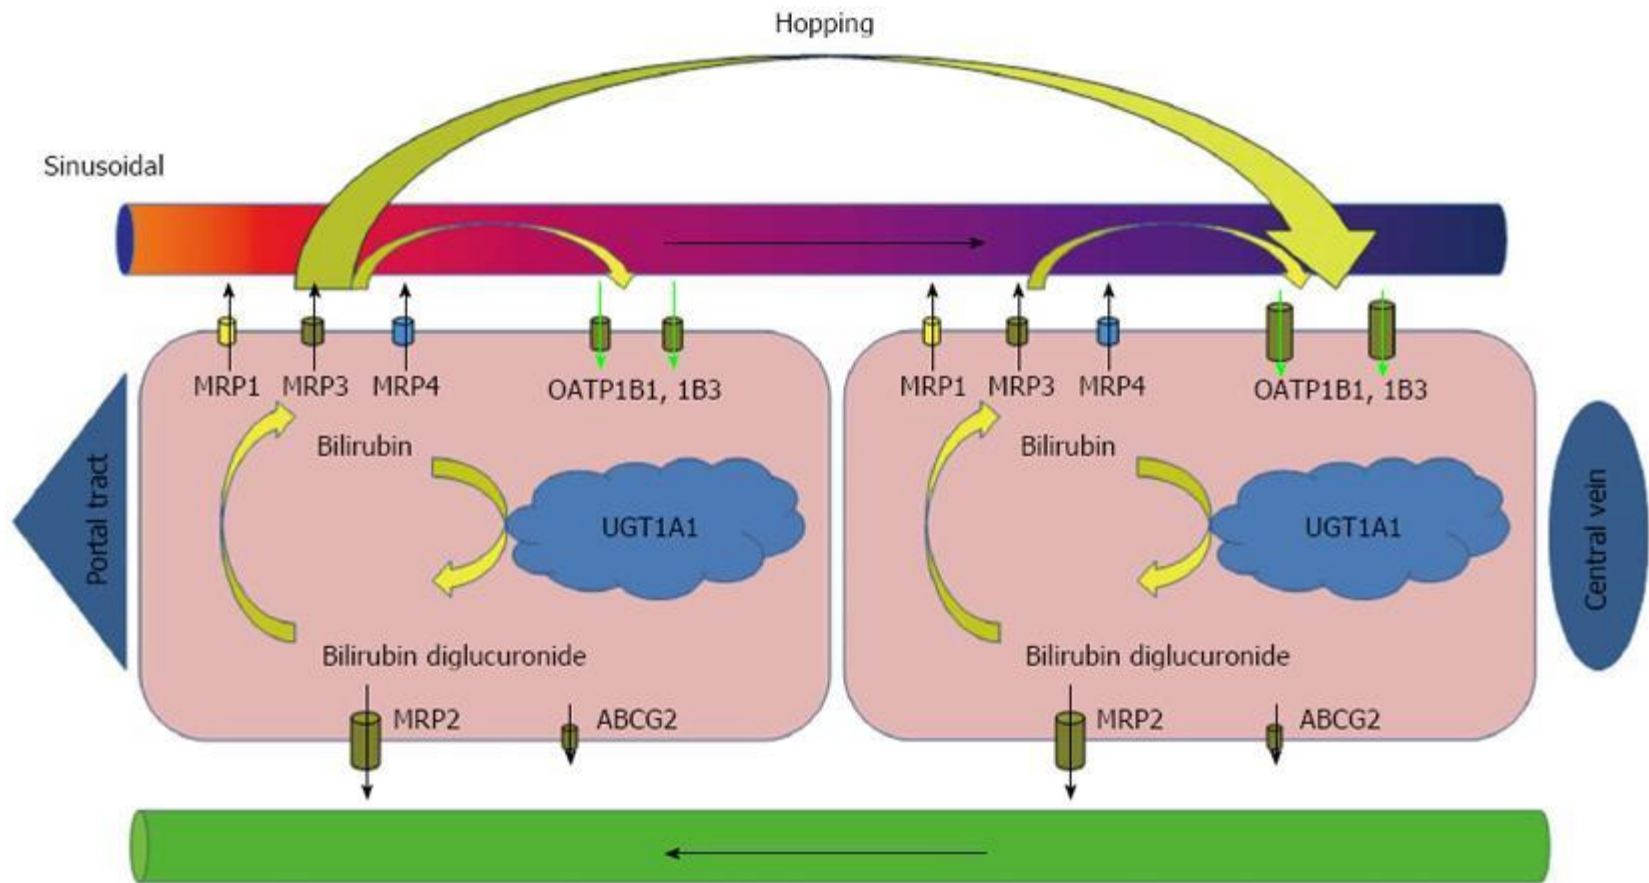 Hopping
Sinusoidal
MRP1 MRP3 MRP4 OATP1B1, 1B3 MRP1 MRP3 MRP4 OATP1B1, 1B3
Bilirubin Bilirubin
Portal tract UGT1A1 UGT1A1 Central vein
Bilirubin diglucuronide Bilirubin diglucuronide
MRP2 ABCG2 MRP2 ABCG2